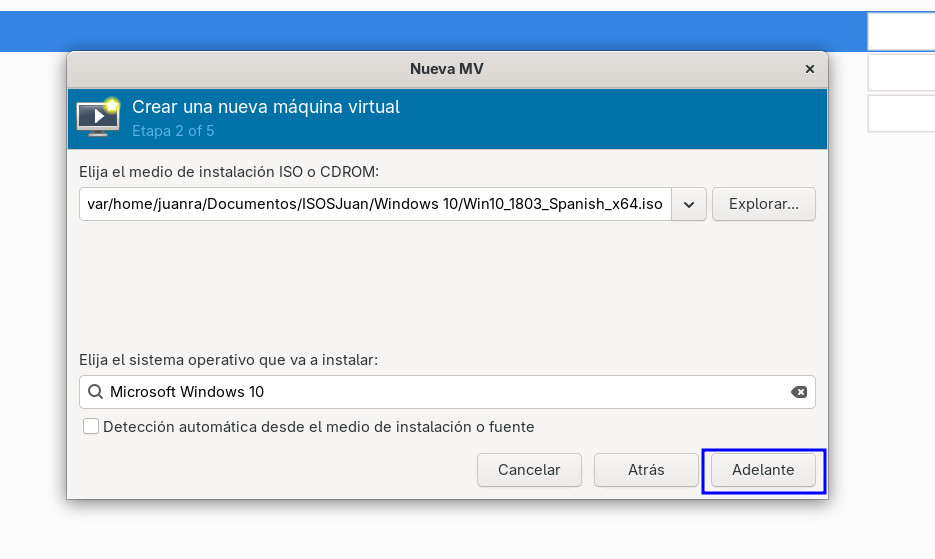 Nueva MV
Crear una nueva máquina virtual
Etapa 2 of 5
Elija el medio de instalación ISO o CDROM:
var/home/juanra/Documentos/ISOSJuan/Windows 10/Win10_1803_Spanish_x64.iso
Explorar...
Elija el sistema operativo que va a instalar:
Microsoft Windows 10
Detección automática desde el medio de instalación o fuente
Cancelar
Atrás
Adelante